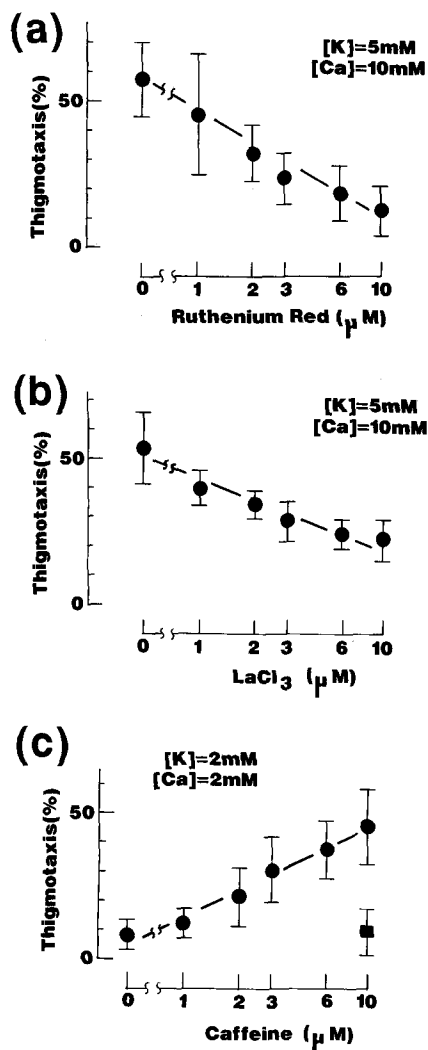 (a)
[K]=5mM
[Ca]=10mM
Thigmotaxis(%)
50
0
0 1 2 3 6 10
Ruthenium Red (μM)
(b)
[K]=5mM
[Ca]=10mM
Thigmotaxis(%)
50
0
0 1 2 3 6 10
LaCl₃ (μM)
(c)
[K]=2mM
[Ca]=2mM
Thigmotaxis(%)
50
0
0 1 2 3 6 10
Caffeine (μM)